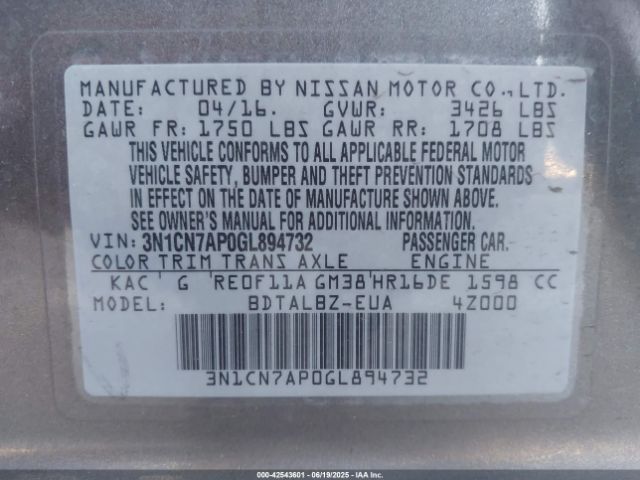 MANUFACTURED BY NISSAN MOTOR CO., LTD.
DATE: 04/16. GVWR: 3426 LBS
GAWR FR: 1750 LBS GAWR RR: 1708 LBS
THIS VEHICLE CONFORMS TO ALL APPLICABLE FEDERAL MOTOR
VEHICLE SAFETY, BUMPER AND THEFT PREVENTION STANDARDS
IN EFFECT ON THE DATE OF MANUFACTURE SHOWN ABOVE.
SEE OWNER'S MANUAL FOR ADDITIONAL INFORMATION.
VIN: 3N1CN7AP0GL894732 PASSENGER CAR.
COLOR TRIM TRANS AXLE ENGINE
KAC G RE0F11A GM38 HR16DE 1598 CC
MODEL: BDTALBZ-EUA 4Z000
3N1CN7AP0GL894732
000-42543601 - 06/19/2025 - IAAI.COM